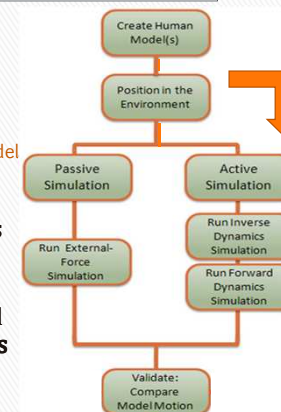 Create Human
Model(s)
Position in the
Environment
del
Passive
Simulation
Active
Simulation
s
Run External-
Force
Simulation
Run Inverse
Dynamics
Simulation
Run Forward
Dynamics
Simulation
l
s
Validate:
Compare
Model Motion